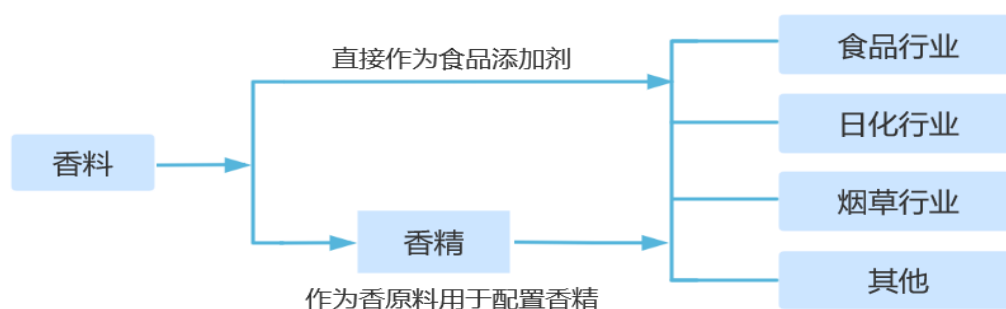 食品行业
直接作为食品添加剂
日化行业
香料
烟草行业
香精
其他
作为香原料用于配置香精